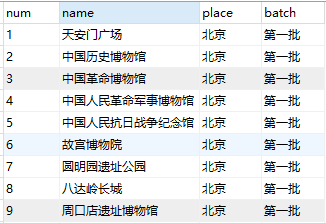 num name place batch
1 天安门广场 北京 第一批
2 中国历史博物馆 北京 第一批
3 中国革命博物馆 北京 第一批
4 中国人民革命军事博物馆 北京 第一批
5 中国人民抗日战争纪念馆 北京 第一批
6 故宫博物院 北京 第一批
7 圆明园遗址公园 北京 第一批
8 八达岭长城 北京 第一批
9 周口店遗址博物馆 北京 第一批